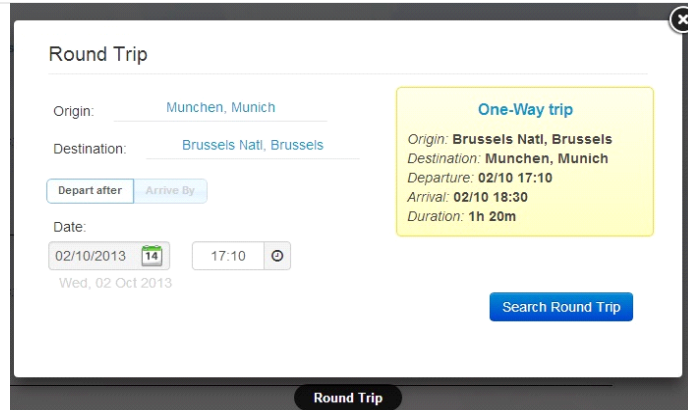 Round Trip
Origin: Munchen, Munich
Destination: Brussels Natl, Brussels
Depart after Arrive By
Date:
02/10/2013 14 17:10
Wed, 02 Oct 2013
One-Way trip
Origin: Brussels Natl, Brussels
Destination: Munchen, Munich
Departure: 02/10 17:10
Arrival: 02/10 18:30
Duration: 1h 20m
Search Round Trip
Round Trip